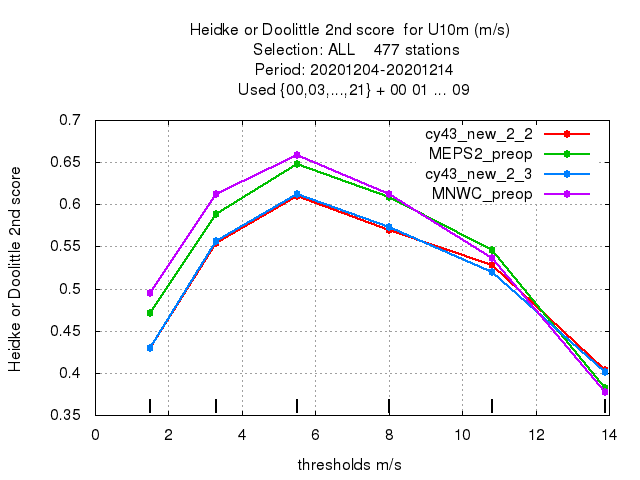 Heidke or Doolittle 2nd score  for U10m (m/s)
Selection: ALL    477 stations
Period: 20201204-20201214
Used {00,03,...,21} + 00 01 ... 09
cy43_new_2_2
MEPS2_preop
cy43_new_2_3
MNWC_preop
Heidke or Doolittle 2nd score
0.7
0.65
0.6
0.55
0.5
0.45
0.4
0.35
0 2 4 6 8 10 12 14
thresholds m/s